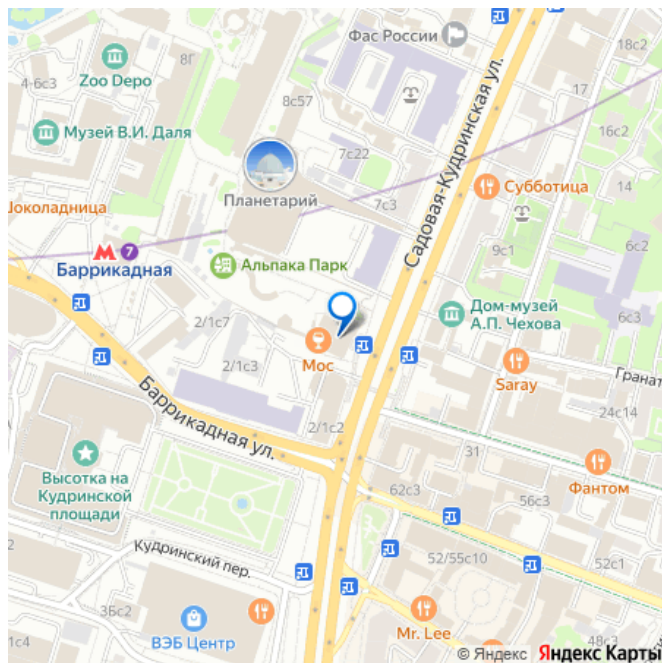 Фас России
18с2
8Г
Zoo Depo
4-6с3
8с57
17
16с2
Музей В.И. Даля
7с22
Садовая-Кудринская ул.
Субботица
14
Планетарий
7с3
Шоколадница
9с1
6с2
7
Баррикадная
Альпака Парк
Дом-музей
А.П. Чехова
6с3
2/1с7
Мос
2/1с3
Saray
Гранат
Баррикадная ул.
24с14
2/1с2
31
Высотка на
Кудринской
площади
62с3
Фантом
56с3
Кудринский пер.
52/55с10
52с1
36с2
ВЭБ Центр
Mr. Lee
1с4
48с3
© Яндекс Яндекс Карты